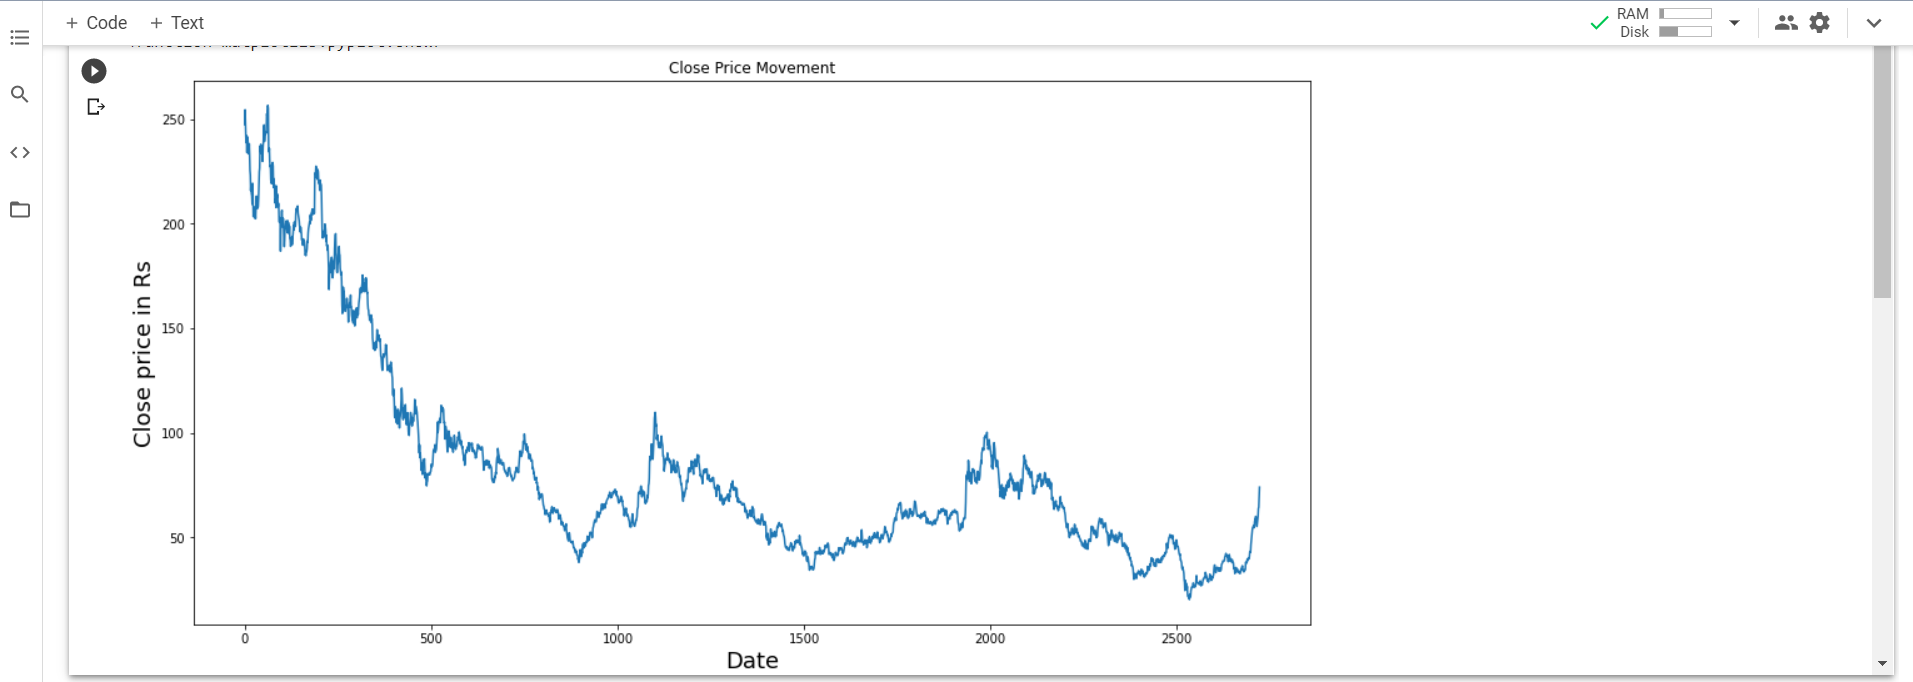 + Code + Text
RAM
Disk
Close Price Movement
Close price in Rs
250
200
150
100
50
0 500 1000 1500 2000 2500
Date